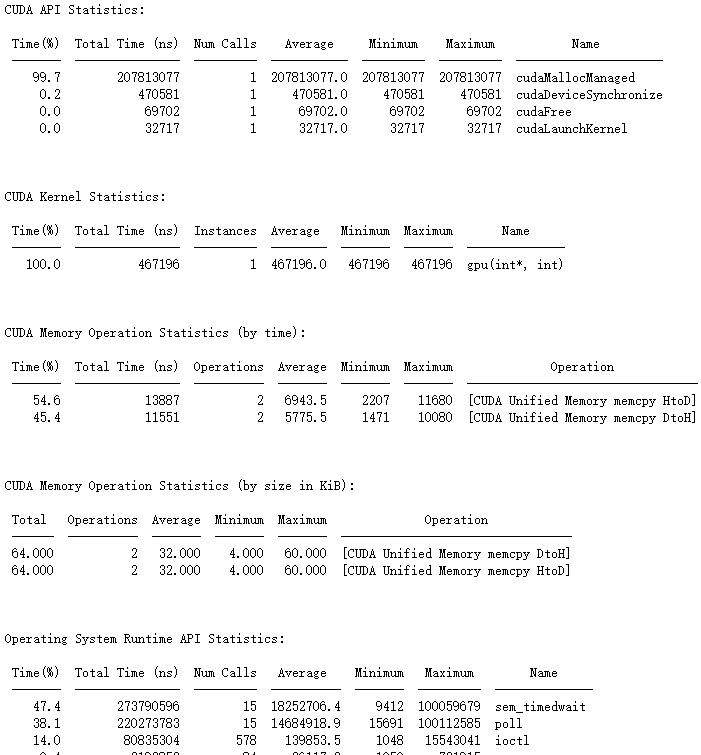 CUDA API Statistics:
Time(%) Total Time (ns) Num Calls Average Minimum Maximum Name
99.7 207813077 1 207813077.0 207813077 207813077 cudaMallocManaged
0.2 470581 1 470581.0 470581 470581 cudaDeviceSynchronize
0.0 69702 1 69702.0 69702 69702 cudaFree
0.0 32717 1 32717.0 32717 32717 cudaLaunchKernel
CUDA Kernel Statistics:
Time(%) Total Time (ns) Instances Average Minimum Maximum Name
100.0 467196 1 467196.0 467196 467196 gpu(int*, int)
CUDA Memory Operation Statistics (by time):
Time(%) Total Time (ns) Operations Average Minimum Maximum Operation
54.6 13887 2 6943.5 2207 11680 [CUDA Unified Memory memcpy HtoD]
45.4 11551 2 5775.5 1471 10080 [CUDA Unified Memory memcpy DtoH]
CUDA Memory Operation Statistics (by size in KiB):
Total Operations Average Minimum Maximum Operation
64.000 2 32.000 4.000 60.000 [CUDA Unified Memory memcpy DtoH]
64.000 2 32.000 4.000 60.000 [CUDA Unified Memory memcpy HtoD]
Operating System Runtime API Statistics:
Time(%) Total Time (ns) Num Calls Average Minimum Maximum Name
47.4 273790596 15 18252706.4 9412 100059679 sem_timedwait
38.1 220273783 15 14684918.9 15691 100112585 poll
14.0 80835304 578 139853.5 1048 15543041 ioctl